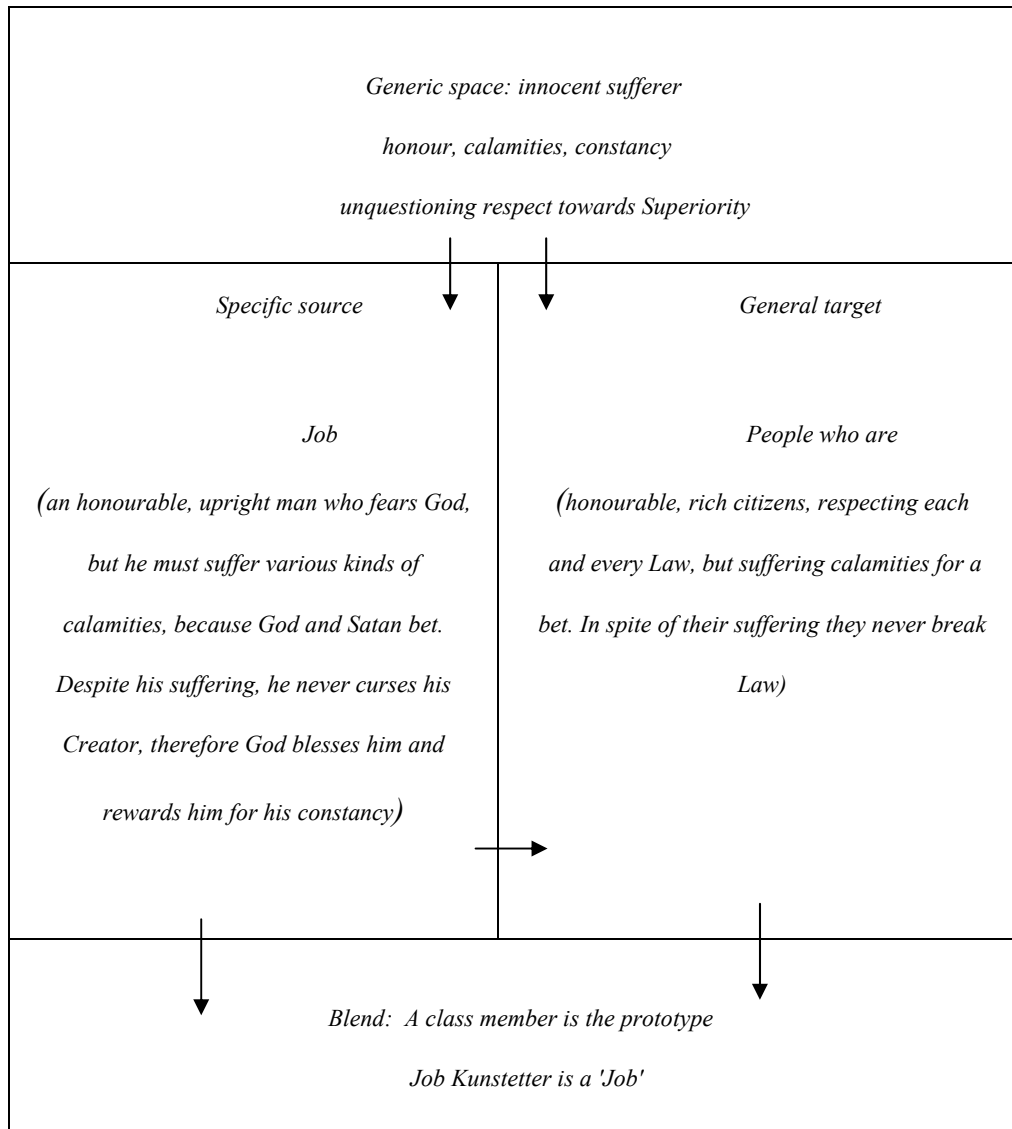 Generic space: innocent sufferer
honour, calamities, constancy
unquestioning respect towards Superiority
Specific source
Job
(an honourable, upright man who fears God,
but he must suffer various kinds of
calamities, because God and Satan bet.
Despite his suffering, he never curses his
Creator, therefore God blesses him and
rewards him for his constancy)
General target
People who are
(honourable, rich citizens, respecting each
and every Law, but suffering calamities for a
bet. In spite of their suffering they never break
Law)
Blend: A class member is the prototype
Job Kunstetter is a 'Job'